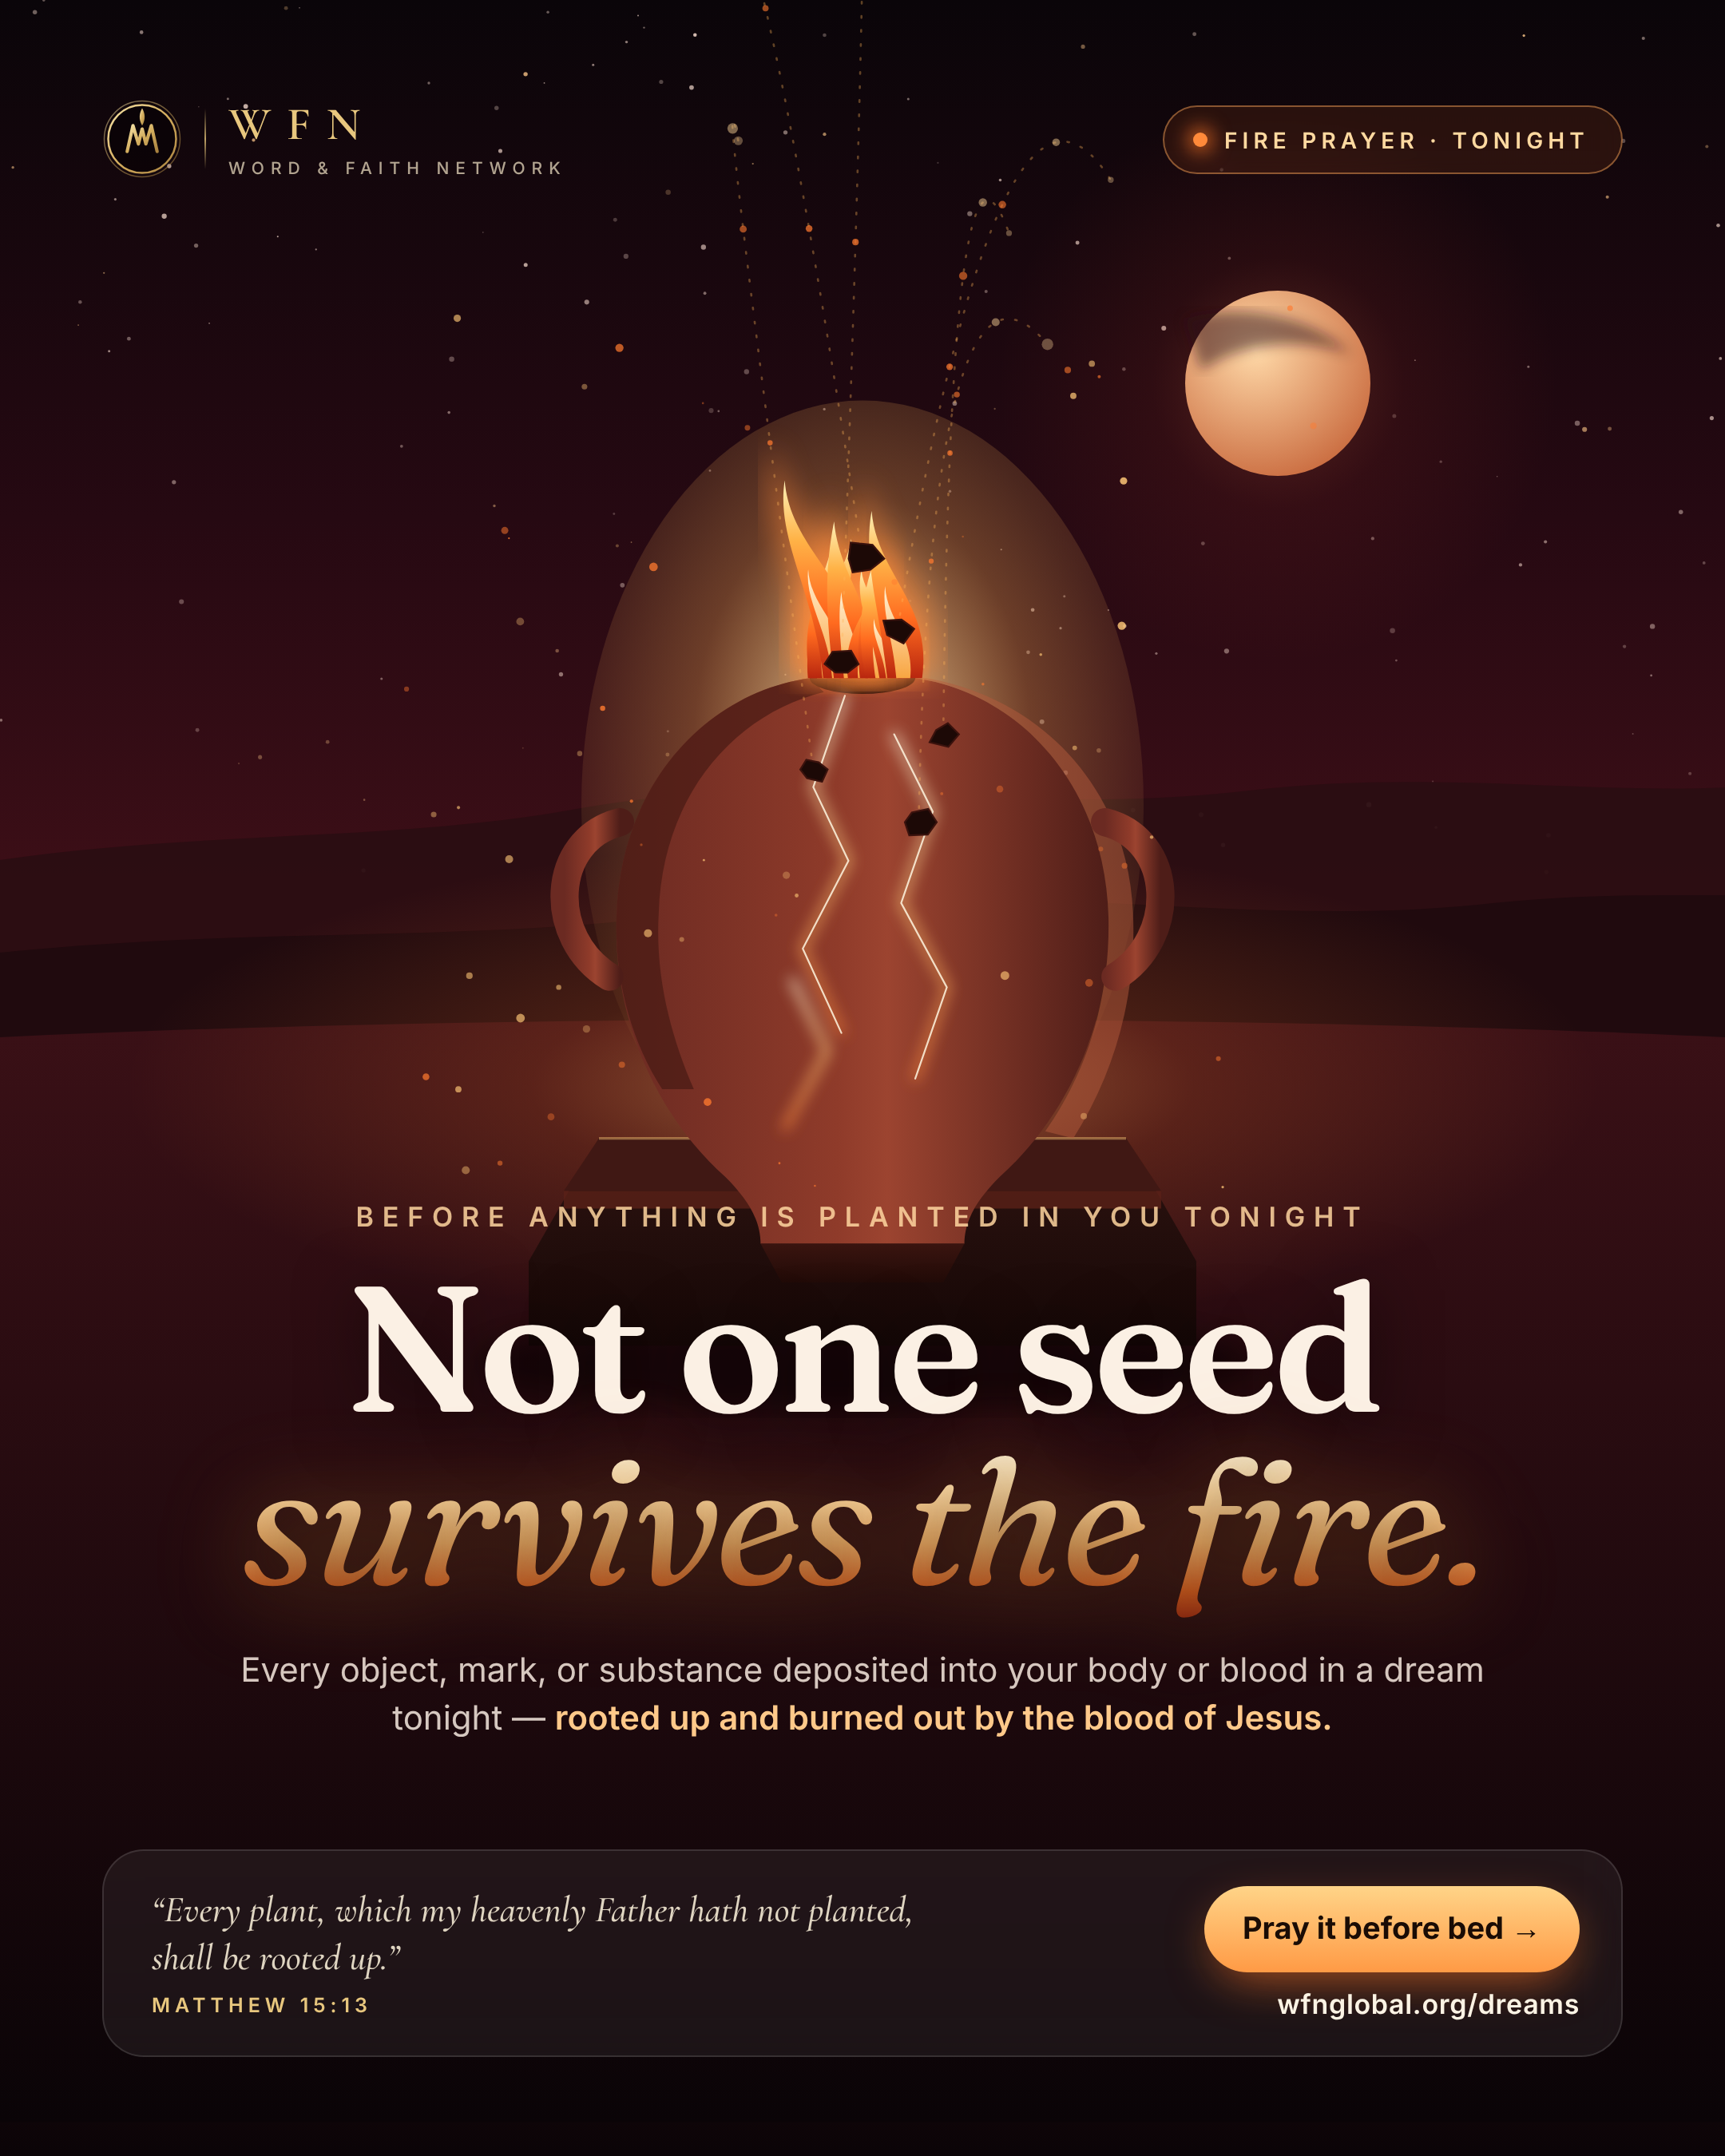 WFN
WORD & FAITH NETWORK
FIRE PRAYER · TONIGHT
BEFORE ANYTHING IS PLANTED IN YOU TONIGHT
Not one seed
survives the fire.
Every object, mark, or substance deposited into your body or blood in a dream
tonight — rooted up and burned out by the blood of Jesus.
“Every plant, which my heavenly Father hath not planted,
shall be rooted up.”
MATTHEW 15:13
Pray it before bed →
wfnglobal.org/dreams